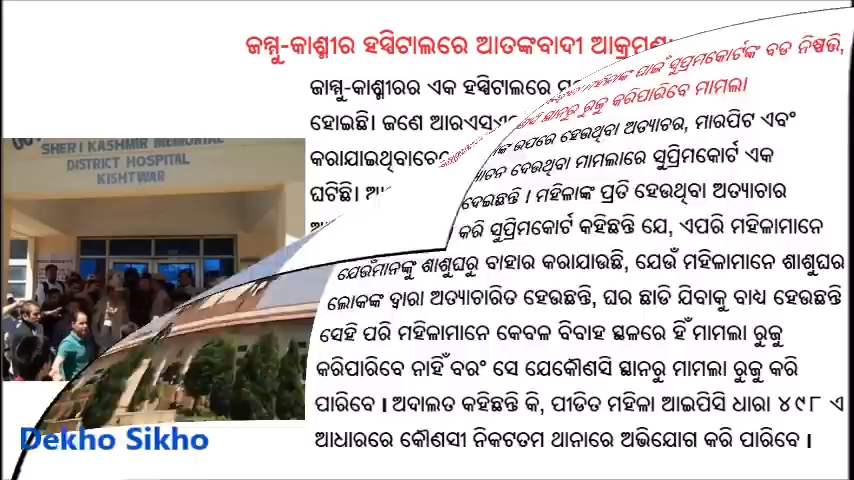 ଜମ୍ମୁ-କାଶ୍ମୀର ହସ୍ପିଟାଲରେ ଆତଙ୍କବାଦୀ ଆକ୍ରମଣ
ଜାମ୍ମୁ-କାଶ୍ମୀରର ଏକ ହସ୍ପିଟାଲରେ
ହୋଇଛି। ଜଣେ
କରାଯାଇଥିବା
ଘଟିଛି।
SHERI KASHMIR MEMORIAL
DISTRICT HOSPITAL
KISHTWAR
ପାଇଁ ସୁପ୍ରିମକୋର୍ଟଙ୍କ ବଡ ନିଷ୍ପତ୍ତି,
ସ୍ଥାନରୁ ରୁଜୁ କରିପାରିବେ ମାମଲା
ଉପରେ ହେଉଥିବା ଅତ୍ୟାଚାର, ମାରପିଟ ଏବଂ
ଦେଉଥିବା ମାମଲାରେ ସୁପ୍ରିମକୋର୍ଟ ଏକ
ଦେଇଛନ୍ତି । ମହିଳାଙ୍କ ପ୍ରତି ହେଉଥିବା ଅତ୍ୟାଚାର
କରି ସୁପ୍ରିମକୋର୍ଟ କହିଛନ୍ତି ଯେ, ଏପରି ମହିଳାମାନେ
ଯେଉଁମାନଙ୍କୁ ଶାଶୁଘରୁ ବାହାର କରାଯାଉଛି, ଯେଉଁ ମହିଳାମାନେ ଶାଶୁଘର
ଲୋକଙ୍କ ଦ୍ୱାରା ଅତ୍ୟାଚାରିତ ହେଉଛନ୍ତି, ଘର ଛାଡି ଯିବାକୁ ବାଧ୍ୟ ହେଉଛନ୍ତି
ସେହି ପରି ମହିଳାମାନେ କେବଳ ବିବାହ ସ୍ଥଳରେ ହିଁ ମାମଲା ରୁଜୁ
କରିପାରିବେ ନାହିଁ ବରଂ ସେ ଯେକୌଣସି ସ୍ଥାନରୁ ମାମଲା ରୁଜୁ କରି
ପାରିବେ । ଅଦାଲତ କହିଛନ୍ତି କି, ପୀଡିତ ମହିଳା ଆଇପିସି ଧାରା ୪୯୮ ଏ
ଆଧାରରେ କୌଣସୀ ନିକଟତମ ଥାନାରେ ଅଭିଯୋଗ କରି ପାରିବେ ।
Dekho Sikho